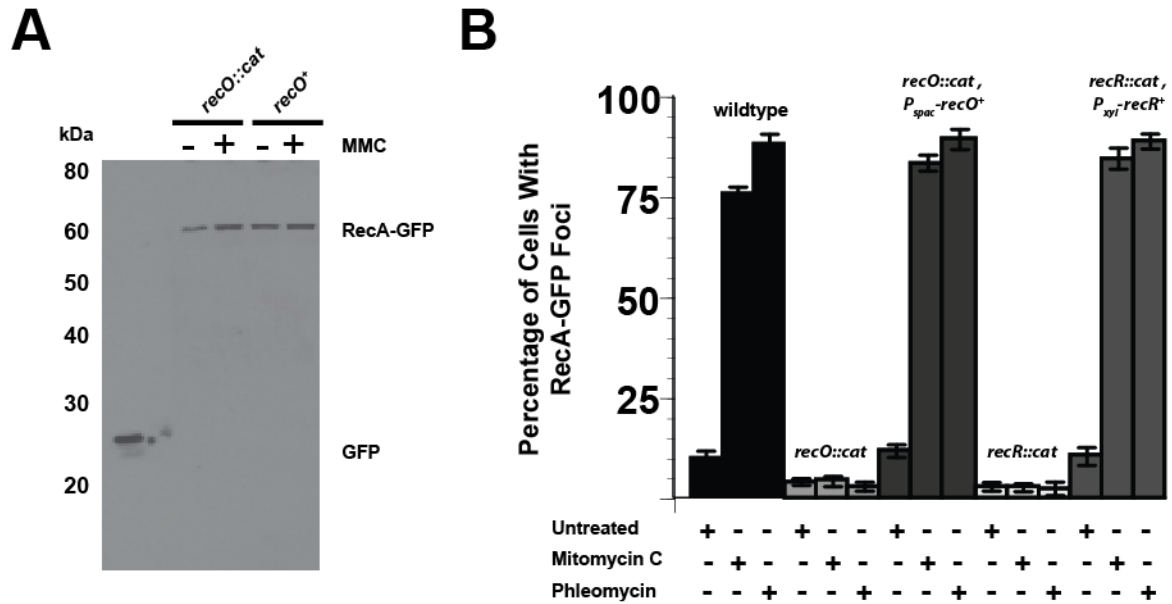 A
recO::cat
recO+
kDa
- + - + MMC
80
60 RecA-GFP
50
40
30
GFP
20
B
Percentage of Cells With
RecA-GFP Foci
100
75
50
25
wildtype
recO::cat
recO::cat ,
Pspac-recO+
recR::cat
recR::cat ,
Pxyl-recR+
Untreated + - - + - - + - - + - - + - -
Mitomycin C - + - - + - - + - - + - - + -
Phleomycin - - + - - + - - + - - + - - +